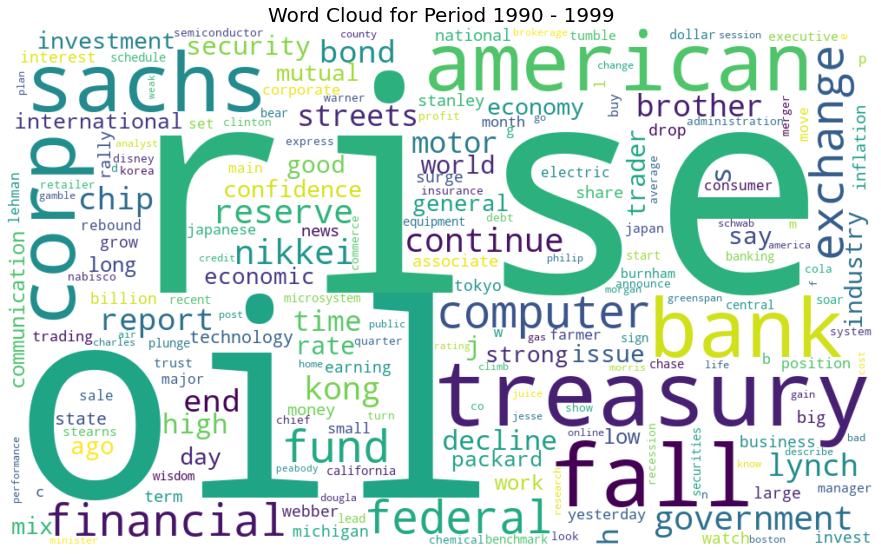 Word Cloud for Period 1990 - 1999
semiconductor county national brokerage tumble dollar session executive
investment security bond american
interest schedule mutual change
plan sachs corporate
weak warner profit go buy
international set clinton bear streets stanley economy month brother merger move
analyst express motor g drop administration
disney main good world surge electric trader
korea rise consumer exchange inflation
retailer gamble confidence insurance share average schwab
corp chip rally reserve general debt
lehman rebound japanese news equipment japan america
grow nikkei continue philip start say
nabisco long economic credit commerce associate burnham banking cola
billion tokyo morgan announce industry
communication recent microsystem greenspan central soar
trading air post time public computer bank system
charles plunge technology rate quarter gas farmer sign
trust earning strong issue chase position
major home rating climb morris life cost
sale end kong co treasury gain
state high money turn juice jesse show big
oil
stearns chief small online bad
ago day fund decline low business
performance wisdom peabody california packard fall describe lynch
term work research recession securities know large manager
mix financial webber dougla federal yesterday government
michigan lead chemical benchmark look watch boston invest
minister